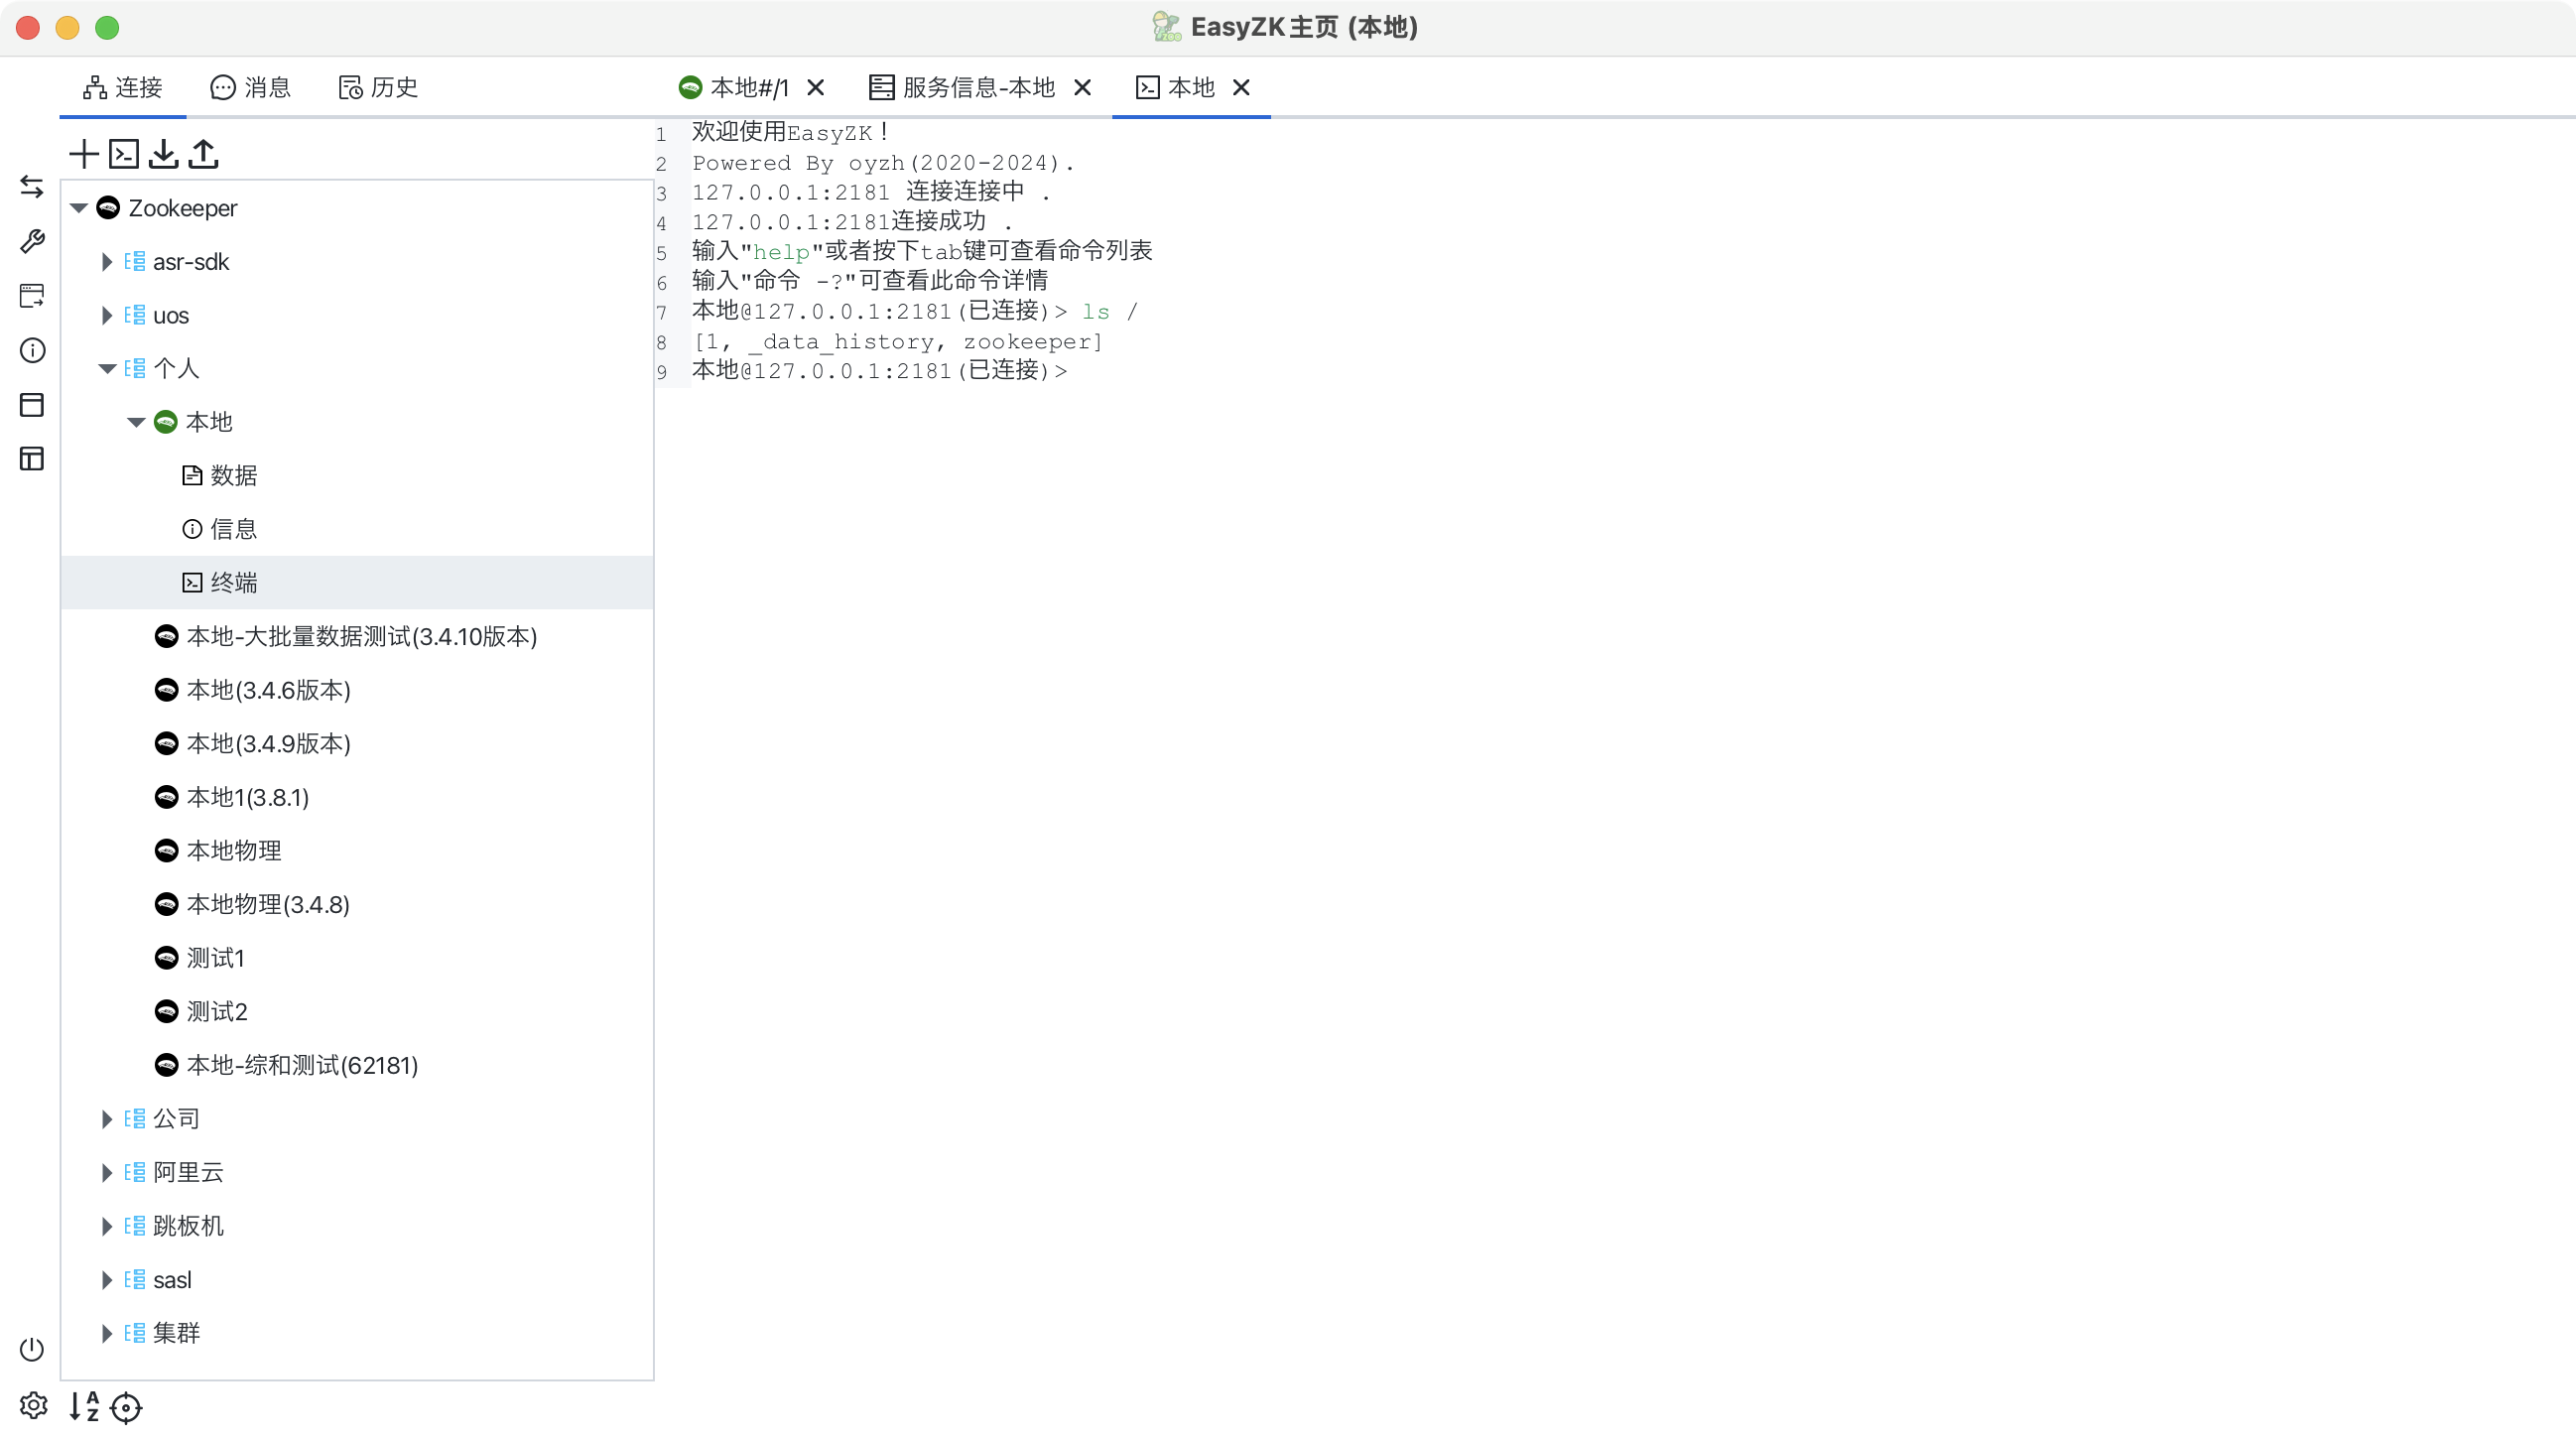 EasyZK主页 (本地)
连接 消息 历史
本地#/1 服务信息-本地 本地
Zookeeper
asr-sdk
uos
个人
本地
数据
信息
终端
本地-大批量数据测试(3.4.10版本)
本地(3.4.6版本)
本地(3.4.9版本)
本地1(3.8.1)
本地物理
本地物理(3.4.8)
测试1
测试2
本地-综和测试(62181)
公司
阿里云
跳板机
sasl
集群
1 欢迎使用EasyZK！
2 Powered By oyzh(2020-2024).
3 127.0.0.1:2181 连接连接中 .
4 127.0.0.1:2181连接成功 .
5 输入"help"或者按下tab键可查看命令列表
6 输入"命令 -?"可查看此命令详情
7 本地@127.0.0.1:2181(已连接)> ls /
8 [1, _data_history, zookeeper]
9 本地@127.0.0.1:2181(已连接)>